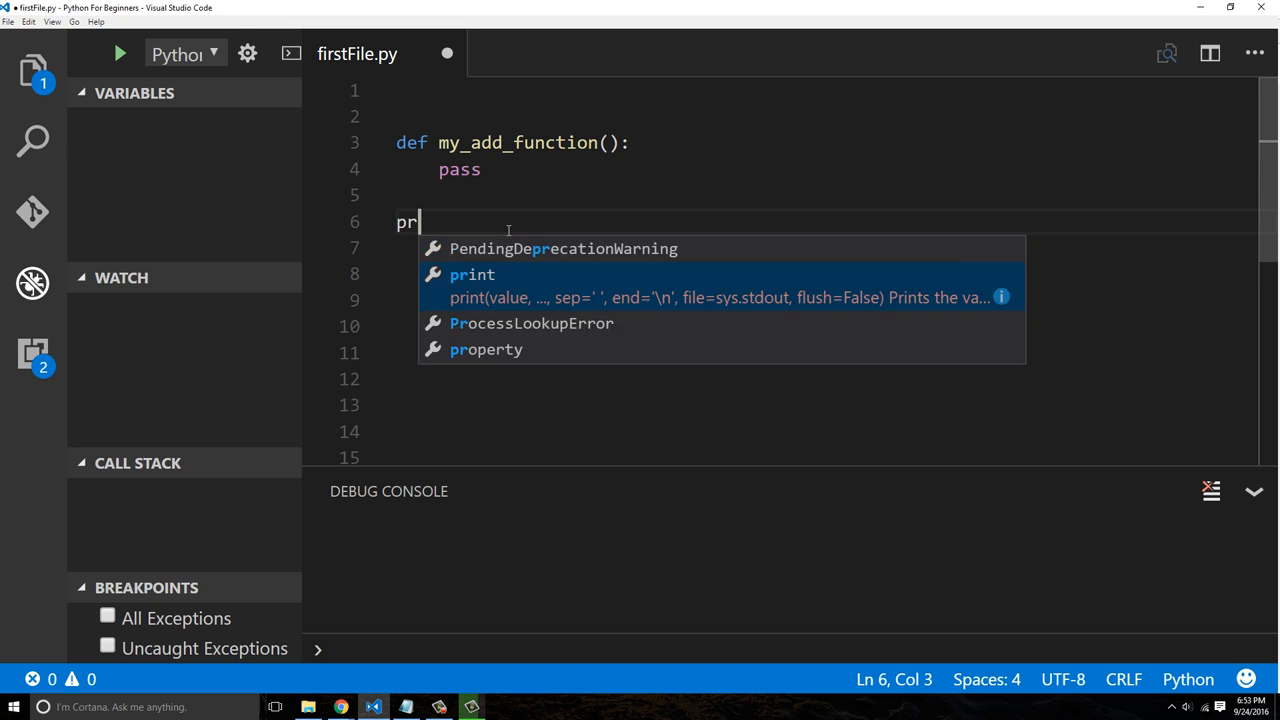 ● firstFile.py - Python For Beginners - Visual Studio Code
File Edit View Go Help
Python
firstFile.py
1
VARIABLES
WATCH
2
CALL STACK
BREAKPOINTS
All Exceptions
Uncaught Exceptions
1
2
3 def my_add_function():
4 pass
5
6 pr
7 PendingDeprecationWarning
8 print
9 print(value, ..., sep=' ', end='\n', file=sys.stdout, flush=False) Prints the va...
10 ProcessLookupError
11 property
12
13
14
15
DEBUG CONSOLE
0 0 Ln 6, Col 3 Spaces: 4 UTF-8 CRLF Python
I'm Cortana. Ask me anything.
6:53 PM
9/24/2016